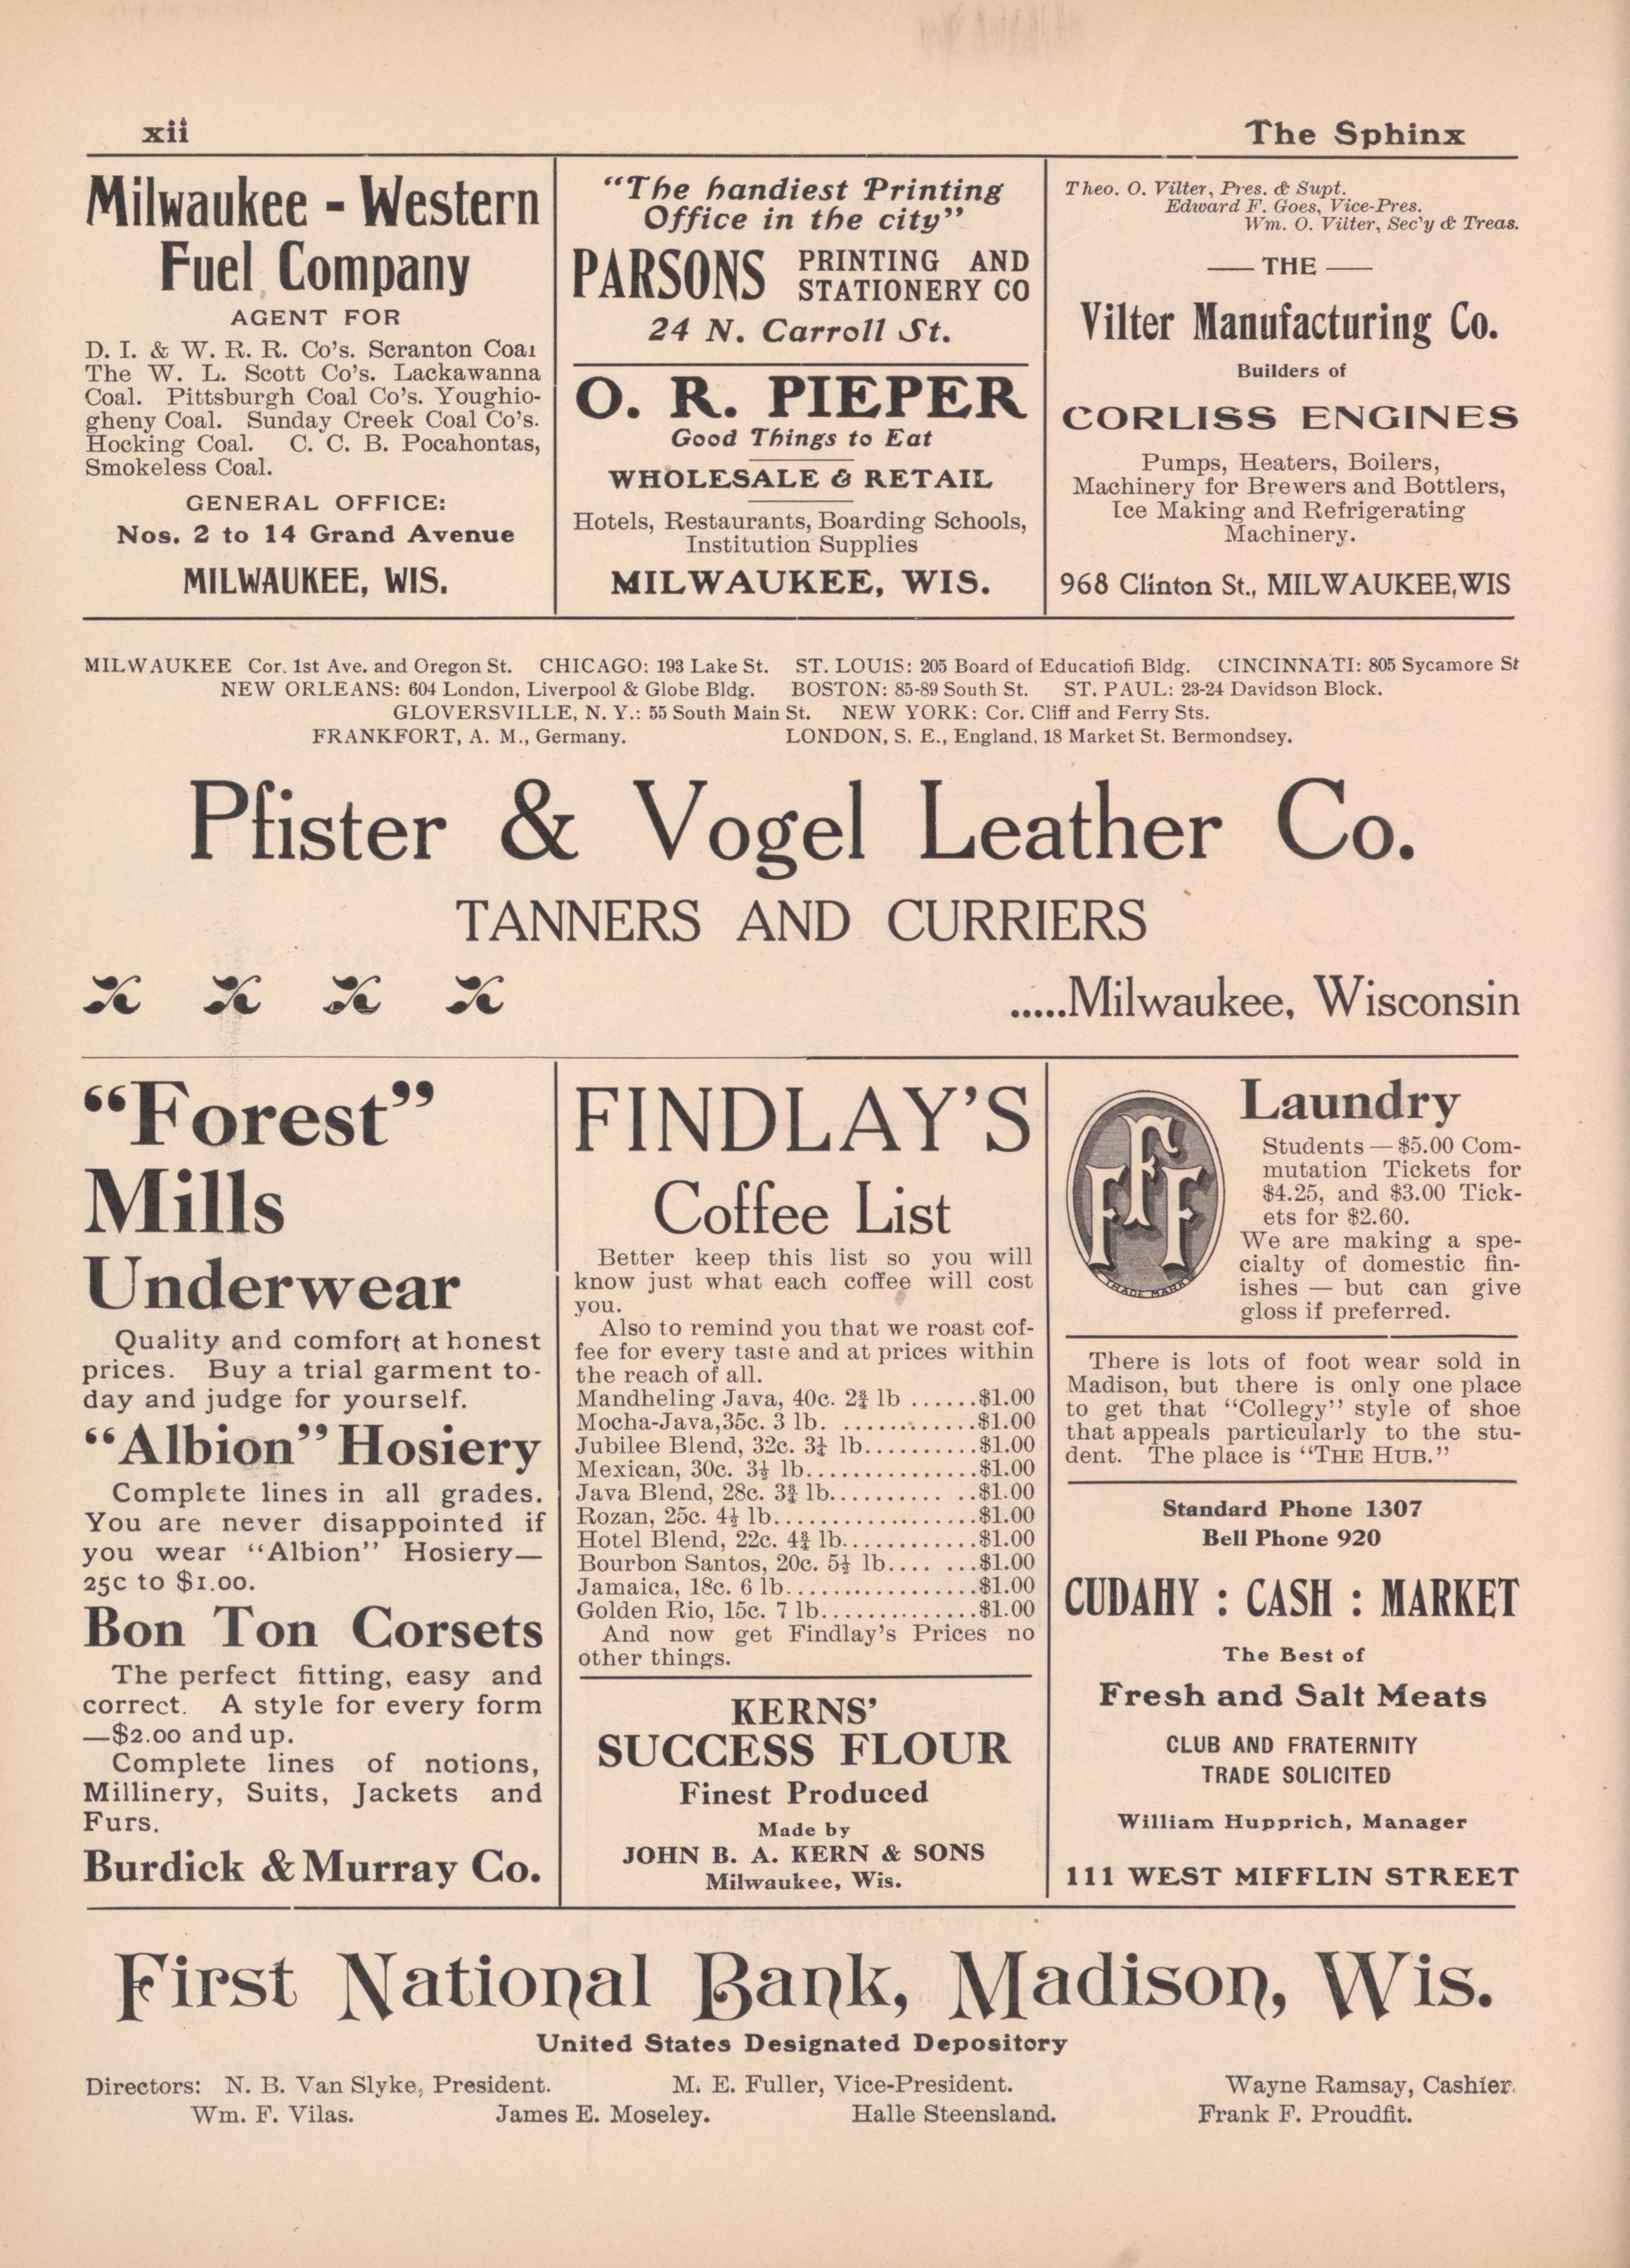 xii
The Sphinx
Milwaukee - Western
Fuel Company
AGENT FOR
D. I. & W. R. R. Co's. Scranton Coal
The W. L. Scott Co's. Lackawanna
Coal. Pittsburgh Coal Co's. Youghio-
gheny Coal. Sunday Creek Coal Co's.
Hocking Coal. C. C. B. Pocahontas,
Smokeless Coal.
GENERAL OFFICE:
Nos. 2 to 14 Grand Avenue
MILWAUKEE, WIS.
"The handiest Printing
Office in the city"
PARSONS PRINTING AND
STATIONERY CO
24 N. Carroll St.
O. R. PIEPER
Good Things to Eat
WHOLESALE & RETAIL
Hotels, Restaurants, Boarding Schools,
Institution Supplies
MILWAUKEE, WIS.
Theo. O. Vilter, Pres. & Supt.
Edward F. Goes, Vice-Pres.
Wm. O. Vilter, Sec'y & Treas.
— THE —
Vilter Manufacturing Co.
Builders of
CORLISS ENGINES
Pumps, Heaters, Boilers,
Machinery for Brewers and Bottlers,
Ice Making and Refrigerating
Machinery.
968 Clinton St., MILWAUKEE, WIS
MILWAUKEE Cor. 1st Ave. and Oregon St. CHICAGO: 193 Lake St. ST. LOU1S: 205 Board of Educatiofi Bldg. CINCINNATI: 805 Sycamore St
NEW ORLEANS: 604 London, Liverpool & Globe Bldg. BOSTON: 85-89 South St. ST. PAUL: 23-24 Davidson Block.
GLOVERSVILLE, N. Y.: 55 South Main St. NEW YORK: Cor. Cliff and Ferry Sts.
FRANKFORT, A. M., Germany. LONDON, S. E., England, 18 Market St. Bermondsey.
Pfister & Vogel Leather Co.
TANNERS AND CURRIERS
.....Milwaukee, Wisconsin
"Forest"
Mills
Underwear
Quality and comfort at honest
prices. Buy a trial garment to-
day and judge for yourself.
"Albion" Hosiery
Complete lines in all grades.
You are never disappointed if
you wear "Albion" Hosiery—
25c to $1.00.
Bon Ton Corsets
The perfect fitting, easy and
correct. A style for every form
—$2.00 and up.
Complete lines of notions,
Millinery, Suits, Jackets and
Furs.
Burdick & Murray Co.
FINDLAY'S
Coffee List
Better keep this list so you will
know just what each coffee will cost
you.
Also to remind you that we roast cof-
fee for every taste and at prices within
the reach of all.
Mandheling Java, 40c. 2¾ lb ......$1.00
Mocha-Java,35c. 3 lb. ............$1.00
Jubilee Blend, 32c. 3¼ lb..........$1.00
Mexican, 30c. 3½ lb...............$1.00
Java Blend, 28c. 3¾ lb.......... ..$1.00
Rozan, 25c. 4½ lb..................$1.00
Hotel Blend, 22c. 4¾ lb............$1.00
Bourbon Santos, 20c. 5½ lb.... ...$1.00
Jamaica, 18c. 6 lb.................$1.00
Golden Rio, 15c. 7 lb..............$1.00
And now get Findlay's Prices no
other things.
KERNS'
SUCCESS FLOUR
Finest Produced
Made by
JOHN B. A. KERN & SONS
Milwaukee, Wis.
FFF
TRADE MARK
Laundry
Students — $5.00 Com-
mutation Tickets for
$4.25, and $3.00 Tick-
ets for $2.60.
We are making a spe-
cialty of domestic fin-
ishes — but can give
gloss if preferred.
There is lots of foot wear sold in
Madison, but there is only one place
to get that "Collegy" style of shoe
that appeals particularly to the stu-
dent. The place is "THE HUB."
Standard Phone 1307
Bell Phone 920
CUDAHY : CASH : MARKET
The Best of
Fresh and Salt Meats
CLUB AND FRATERNITY
TRADE SOLICITED
William Hupprich, Manager
111 WEST MIFFLIN STREET
First National Bank, Madison, Wis.
United States Designated Depository
Directors: N. B. Van Slyke, President. M. E. Fuller, Vice-President. Wayne Ramsay, Cashier.
Wm. F. Vilas. James E. Moseley. Halle Steensland. Frank F. Proudfit.